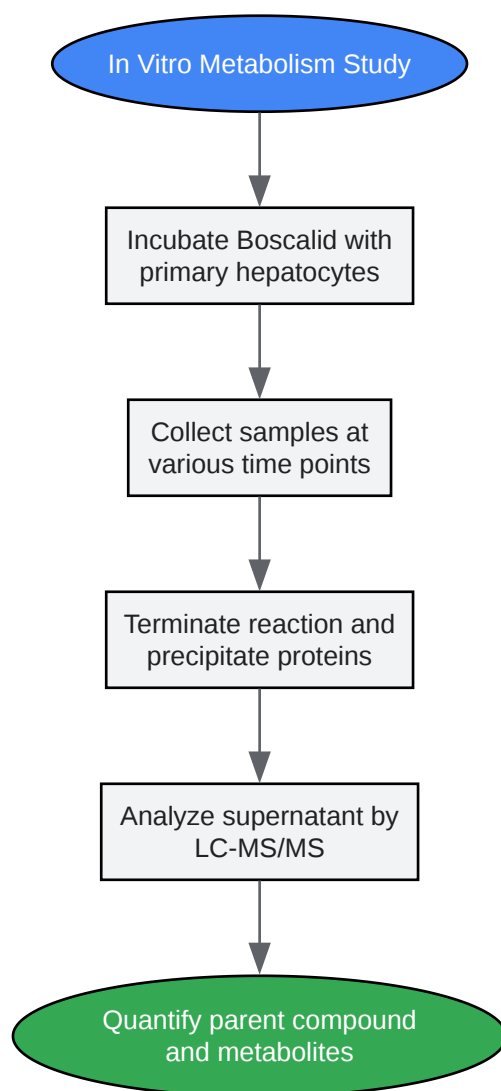 In Vitro Metabolism Study
Incubate Boscalid with
primary hepatocytes
Collect samples at
various time points
Terminate reaction and
precipitate proteins
Analyze supernatant by
LC-MS/MS
Quantify parent compound
and metabolites